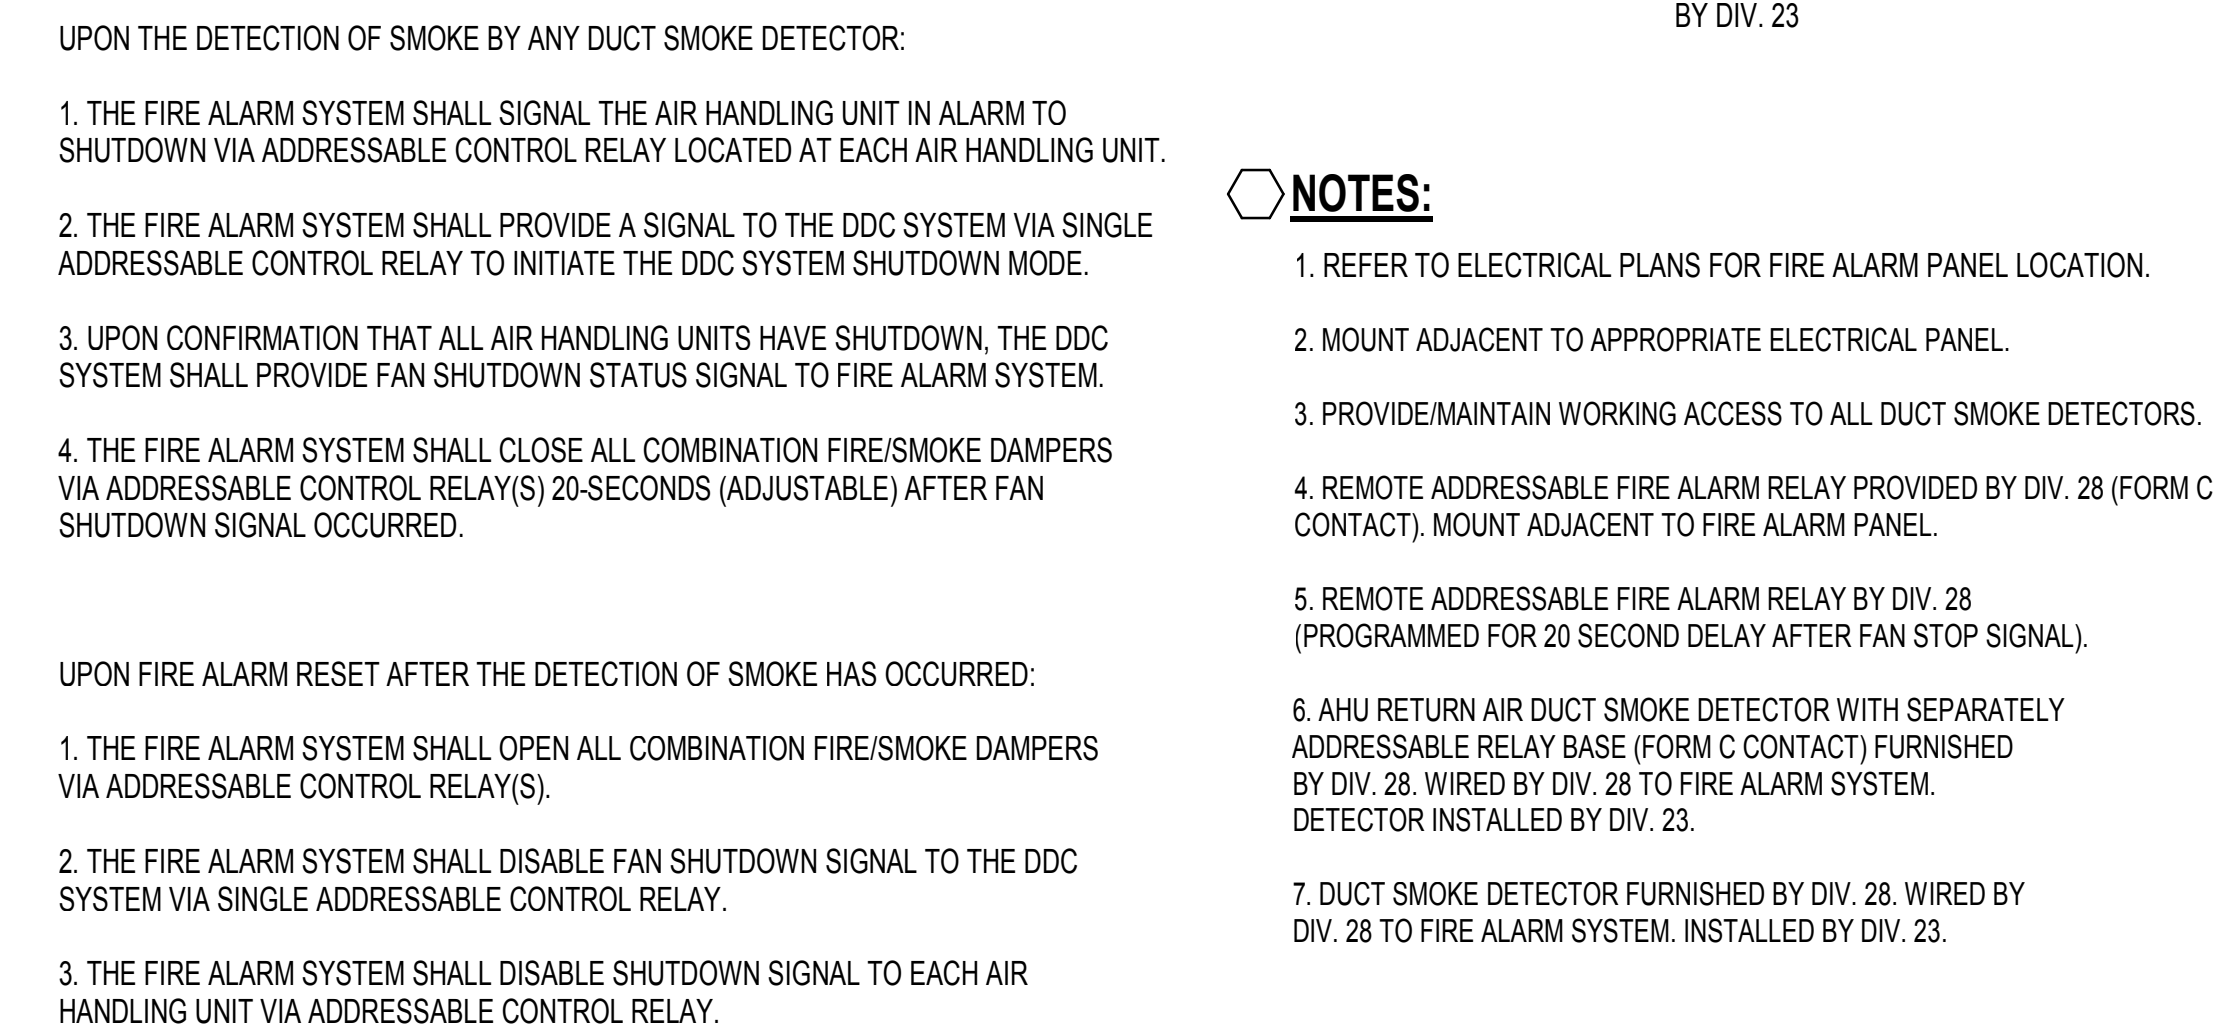 UPON THE DETECTION OF SMOKE BY ANY DUCT SMOKE DETECTOR:
1. THE FIRE ALARM SYSTEM SHALL SIGNAL THE AIR HANDLING UNIT IN ALARM TO
SHUTDOWN VIA ADDRESSABLE CONTROL RELAY LOCATED AT EACH AIR HANDLING UNIT.
2. THE FIRE ALARM SYSTEM SHALL PROVIDE A SIGNAL TO THE DDC SYSTEM VIA SINGLE
ADDRESSABLE CONTROL RELAY TO INITIATE THE DDC SYSTEM SHUTDOWN MODE.
3. UPON CONFIRMATION THAT ALL AIR HANDLING UNITS HAVE SHUTDOWN, THE DDC
SYSTEM SHALL PROVIDE FAN SHUTDOWN STATUS SIGNAL TO FIRE ALARM SYSTEM.
4. THE FIRE ALARM SYSTEM SHALL CLOSE ALL COMBINATION FIRE/SMOKE DAMPERS
VIA ADDRESSABLE CONTROL RELAY(S) 20-SECONDS (ADJUSTABLE) AFTER FAN
SHUTDOWN SIGNAL OCCURRED.
UPON FIRE ALARM RESET AFTER THE DETECTION OF SMOKE HAS OCCURRED:
1. THE FIRE ALARM SYSTEM SHALL OPEN ALL COMBINATION FIRE/SMOKE DAMPERS
VIA ADDRESSABLE CONTROL RELAY(S).
2. THE FIRE ALARM SYSTEM SHALL DISABLE FAN SHUTDOWN SIGNAL TO THE DDC
SYSTEM VIA SINGLE ADDRESSABLE CONTROL RELAY.
3. THE FIRE ALARM SYSTEM SHALL DISABLE SHUTDOWN SIGNAL TO EACH AIR
HANDLING UNIT VIA ADDRESSABLE CONTROL RELAY.
BY DIV. 23
NOTES:
1. REFER TO ELECTRICAL PLANS FOR FIRE ALARM PANEL LOCATION.
2. MOUNT ADJACENT TO APPROPRIATE ELECTRICAL PANEL.
3. PROVIDE/MAINTAIN WORKING ACCESS TO ALL DUCT SMOKE DETECTORS.
4. REMOTE ADDRESSABLE FIRE ALARM RELAY PROVIDED BY DIV. 28 (FORM C
CONTACT). MOUNT ADJACENT TO FIRE ALARM PANEL.
5. REMOTE ADDRESSABLE FIRE ALARM RELAY BY DIV. 28
(PROGRAMMED FOR 20 SECOND DELAY AFTER FAN STOP SIGNAL).
6. AHU RETURN AIR DUCT SMOKE DETECTOR WITH SEPARATELY
ADDRESSABLE RELAY BASE (FORM C CONTACT) FURNISHED
BY DIV. 28. WIRED BY DIV. 28 TO FIRE ALARM SYSTEM.
DETECTOR INSTALLED BY DIV. 23.
7. DUCT SMOKE DETECTOR FURNISHED BY DIV. 28. WIRED BY
DIV. 28 TO FIRE ALARM SYSTEM. INSTALLED BY DIV. 23.